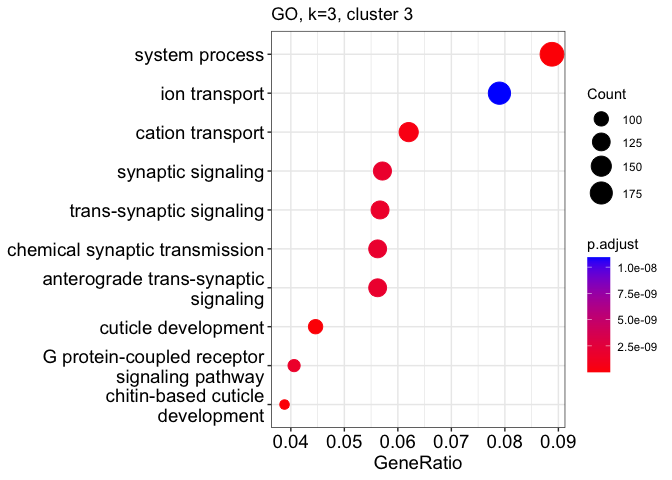 GO, k=3, cluster 3
system process
ion transport
cation transport
synaptic signaling
trans-synaptic signaling
chemical synaptic transmission
anterograde trans-synaptic
signaling
cuticle development
G protein-coupled receptor
signaling pathway
chitin-based cuticle
development
0.04 0.05 0.06 0.07 0.08 0.09
GeneRatio
Count
100
125
150
175
p.adjust
1.0e-08
7.5e-09
5.0e-09
2.5e-09